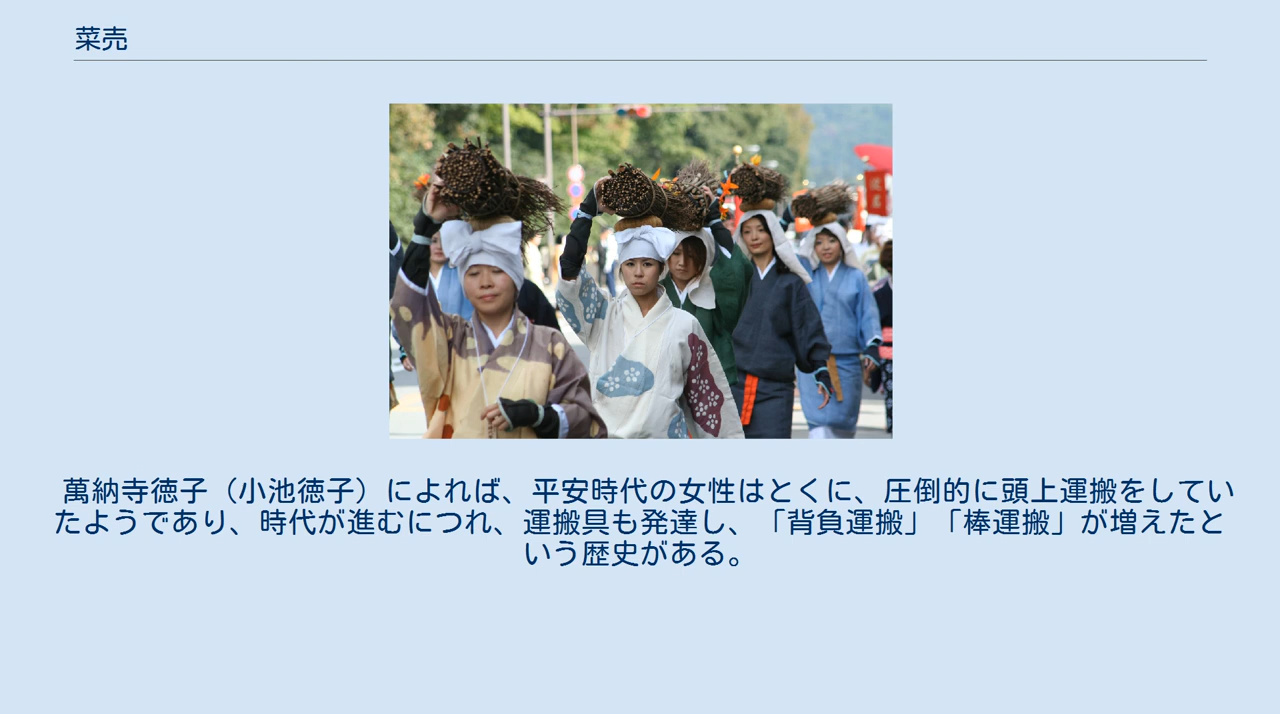 菜売
萬納寺徳子（小池徳子）によれば、平安時代の女性はとくに、圧倒的に頭上運搬をしてい
たようであり、時代が進むにつれ、運搬具も発達し、「背負運搬」「棒運搬」が増えたと
いう歴史がある。